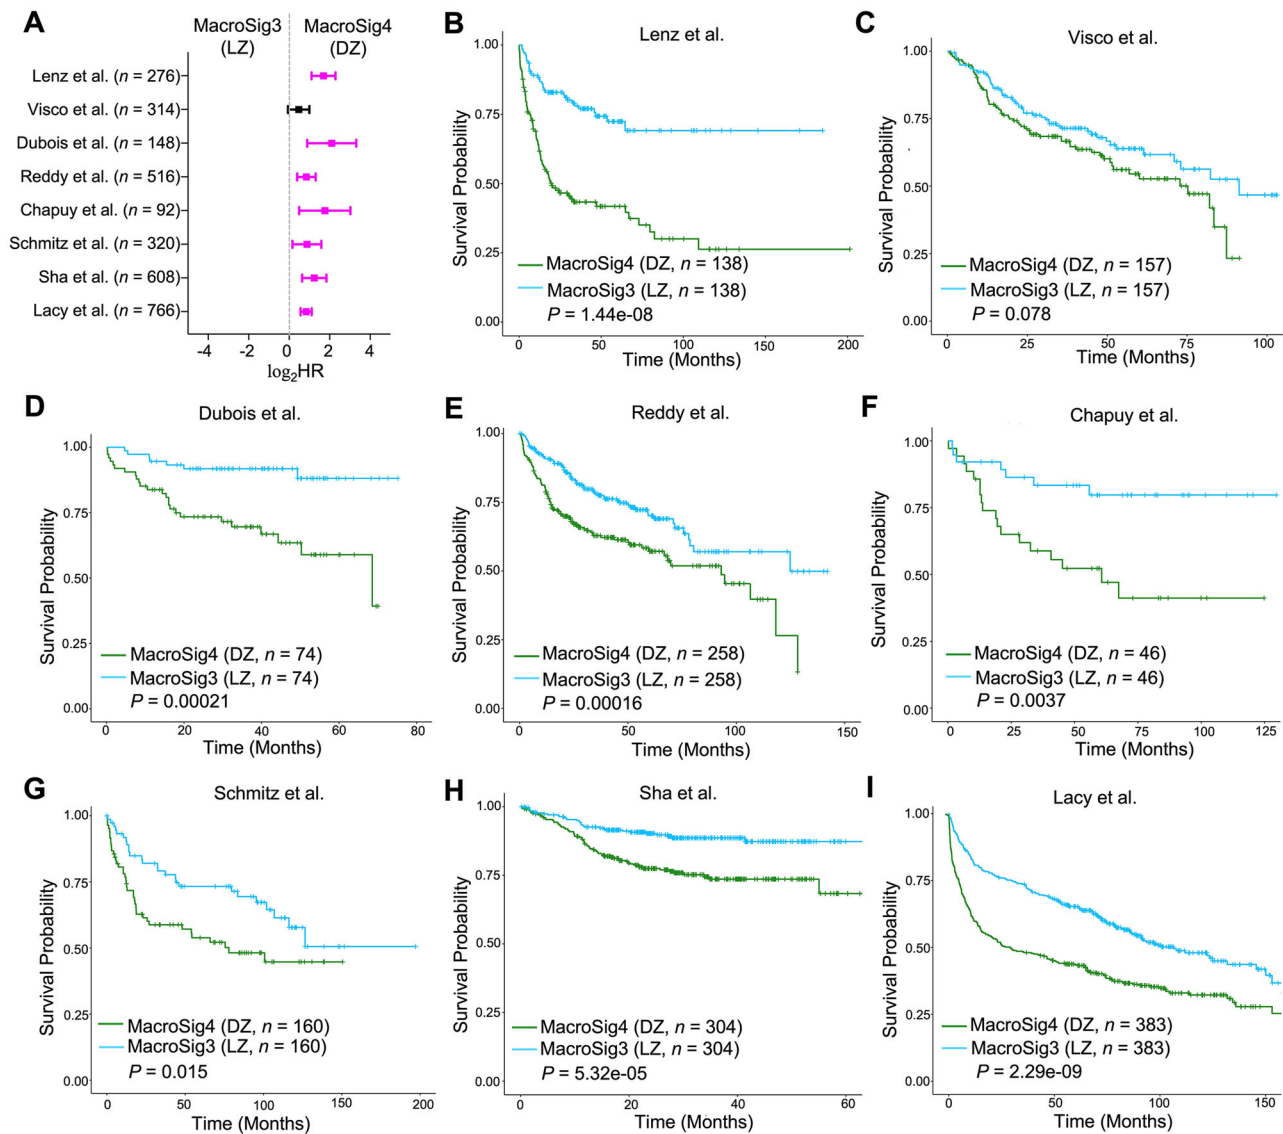 A
MacroSig3
(LZ)
MacroSig4
(DZ)
Lenz et al. (n = 276)
Visco et al. (n = 314)
Dubois et al. (n = 148)
Reddy et al. (n = 516)
Chapuy et al. (n = 92)
Schmitz et al. (n = 320)
Sha et al. (n = 608)
Lacy et al. (n = 766)
-4 -2 0 2 4
log2HR
B
Lenz et al.
Survival Probability
1.00
0.75
0.50
0.25
0.00
MacroSig4 (DZ, n = 138)
MacroSig3 (LZ, n = 138)
P = 1.44e-08
0 50 100 150 200
Time (Months)
C
Visco et al.
Survival Probability
1.00
0.75
0.50
0.25
0.00
MacroSig4 (DZ, n = 157)
MacroSig3 (LZ, n = 157)
P = 0.078
0 25 50 75 100
Time (Months)
D
Dubois et al.
Survival Probability
1.00
0.75
0.50
0.25
0.00
MacroSig4 (DZ, n = 74)
MacroSig3 (LZ, n = 74)
P = 0.00021
0 20 40 60 80
Time (Months)
E
Reddy et al.
Survival Probability
1.00
0.75
0.50
0.25
0.00
MacroSig4 (DZ, n = 258)
MacroSig3 (LZ, n = 258)
P = 0.00016
0 50 100 150
Time (Months)
F
Chapuy et al.
Survival Probability
1.00
0.75
0.50
0.25
0.00
MacroSig4 (DZ, n = 46)
MacroSig3 (LZ, n = 46)
P = 0.0037
0 25 50 75 100 125
Time (Months)
G
Schmitz et al.
Survival Probability
1.00
0.75
0.50
0.25
0.00
MacroSig4 (DZ, n = 160)
MacroSig3 (LZ, n = 160)
P = 0.015
0 50 100 150 200
Time (Months)
H
Sha et al.
Survival Probability
1.00
0.75
0.50
0.25
0.00
MacroSig4 (DZ, n = 304)
MacroSig3 (LZ, n = 304)
P = 5.32e-05
0 20 40 60
Time (Months)
I
Lacy et al.
Survival Probability
1.00
0.75
0.50
0.25
0.00
MacroSig4 (DZ, n = 383)
MacroSig3 (LZ, n = 383)
P = 2.29e-09
0 50 100 150
Time (Months)